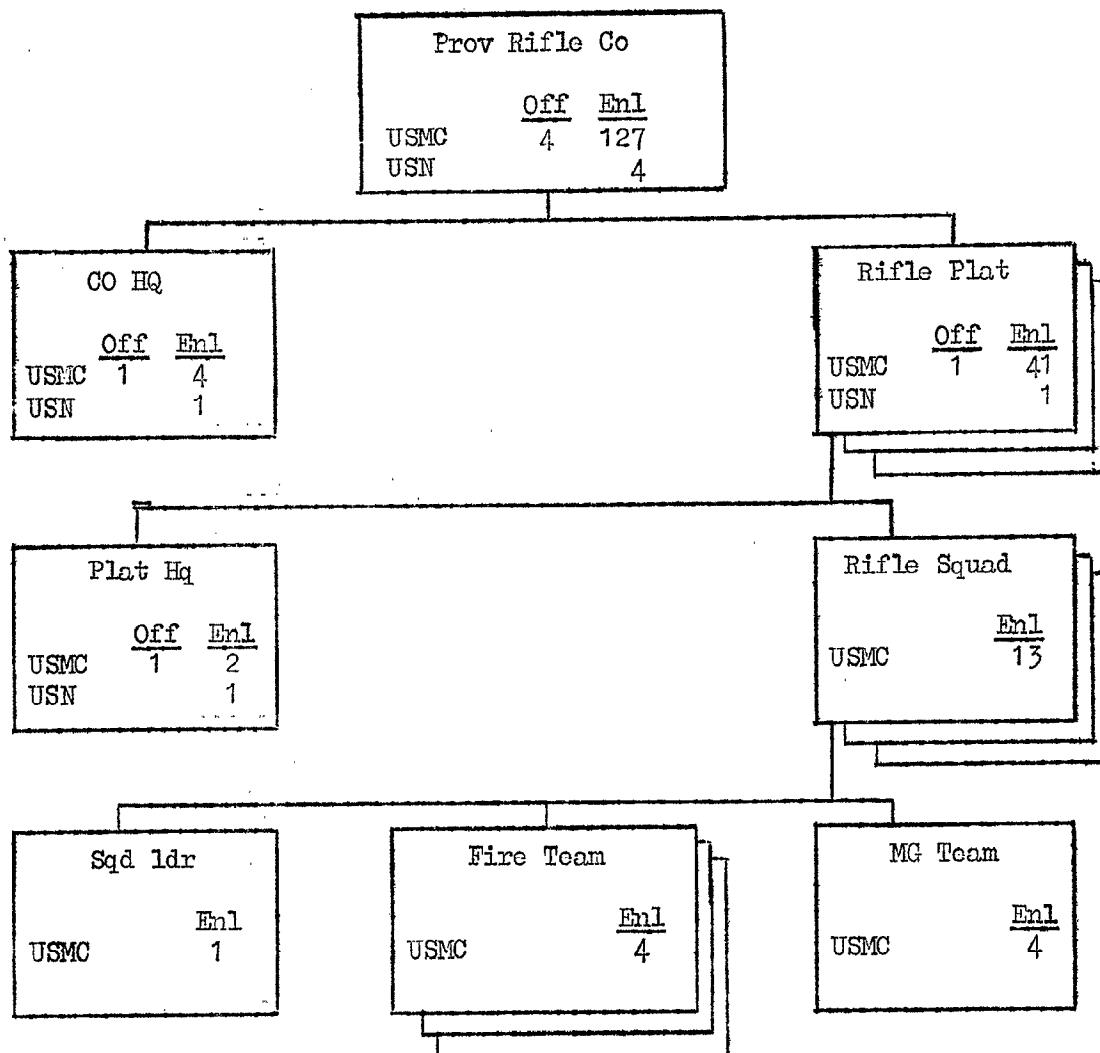 Prov Rifle Co
Off Enl
USMC 4 127
USN 4
CO HQ
Off Enl
USMC 1 4
USN 1
Rifle Plat
Off Enl
USMC 1 41
USN 1
Plat Hq
Off Enl
USMC 1 2
USN 1
Rifle Squad
Enl
USMC 13
Sqd ldr
Enl
USMC 1
Fire Team
Enl
USMC 4
MG Team
Enl
USMC 4